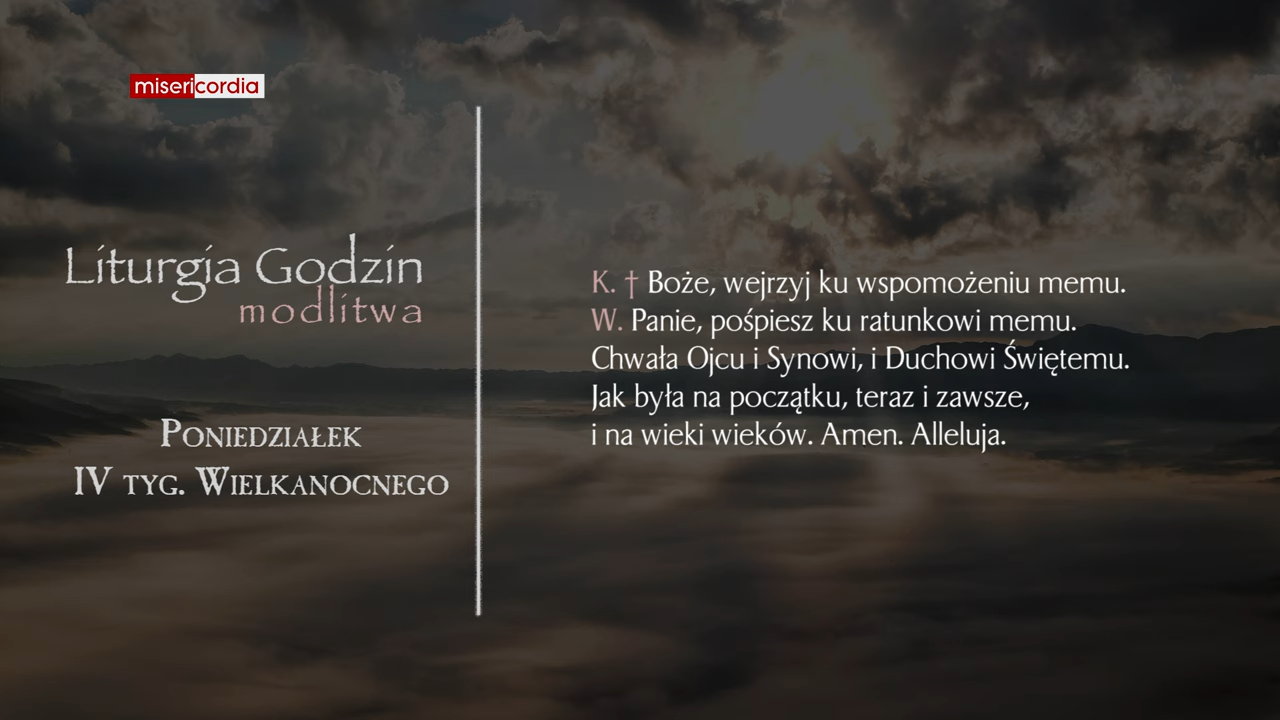 misericordia
Liturgia Godzin
modlitwa
Poniedziałek
IV tyg. Wielkanocnego
K. † Boże, wejrzyj ku wspomożeniu memu.
W. Panie, pośpiesz ku ratunkowi memu.
Chwała Ojcu i Synowi, i Duchowi Świętemu.
Jak była na początku, teraz i zawsze,
i na wieki wieków. Amen. Alleluja.